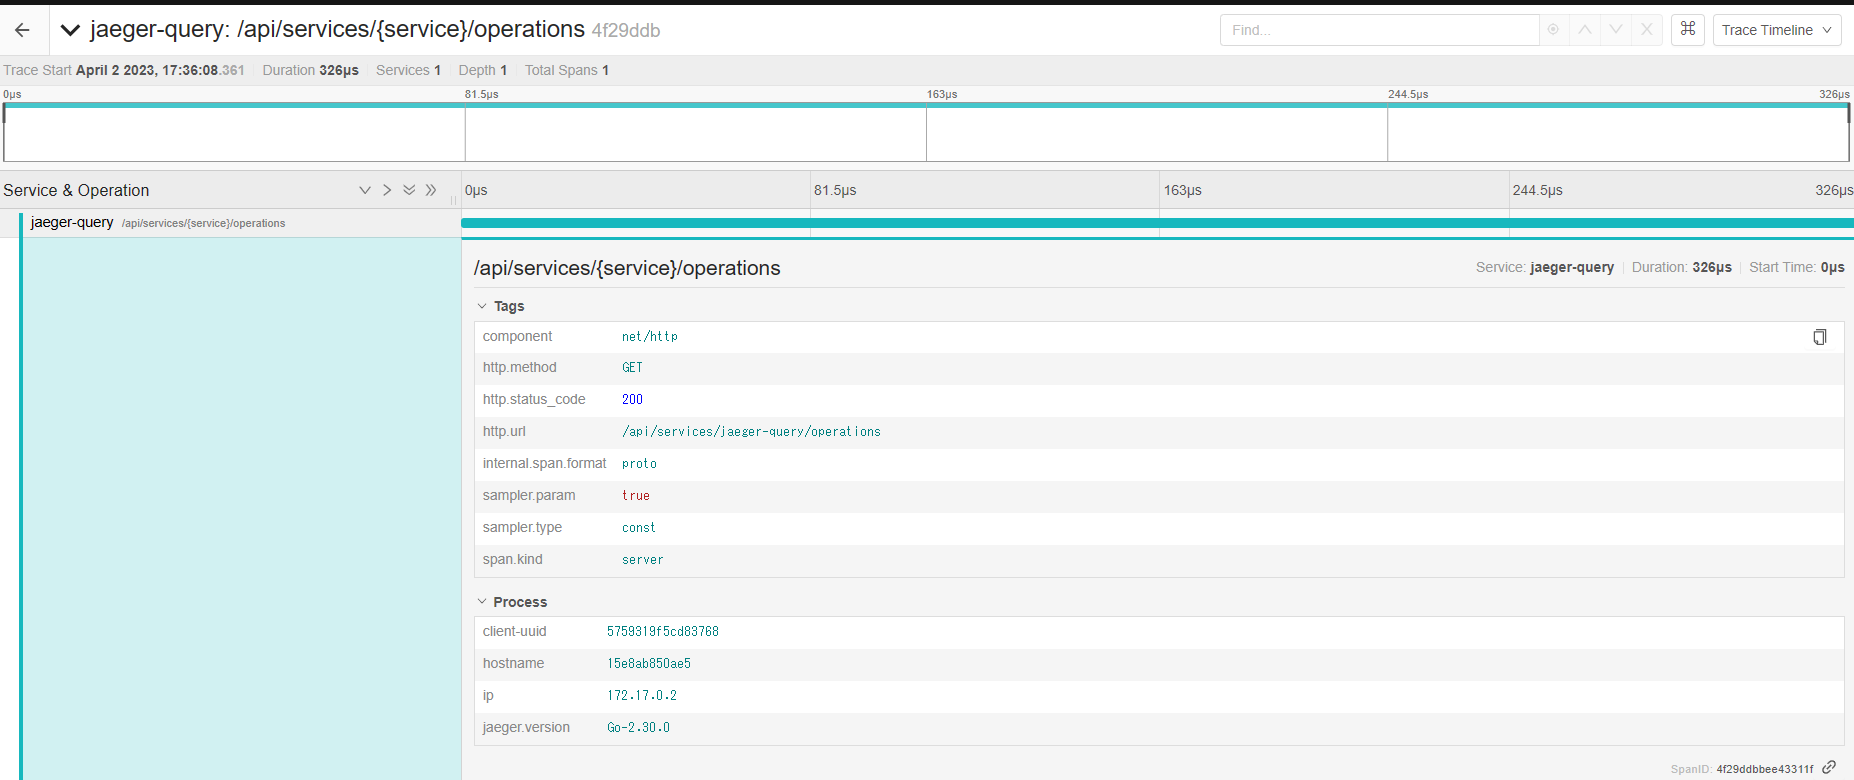 jaeger-query: /api/services/{service}/operations 4f29ddb Find... Trace Timeline
Trace Start April 2 2023, 17:36:08.361 Duration 326μs Services 1 Depth 1 Total Spans 1
0μs 81.5μs 163μs 244.5μs 326μs
Service & Operation 0μs 81.5μs 163μs 244.5μs 326μs
jaeger-query /api/services/{service}/operations
/api/services/{service}/operations Service: jaeger-query Duration: 326μs Start Time: 0μs
Tags
component net/http
http.method GET
http.status_code 200
http.url /api/services/jaeger-query/operations
internal.span.format proto
sampler.param true
sampler.type const
span.kind server
Process
client-uuid 5759319f5cd83768
hostname 15e8ab850ae5
ip 172.17.0.2
jaeger.version Go-2.30.0
SpanID: 4f29ddbbee43311f